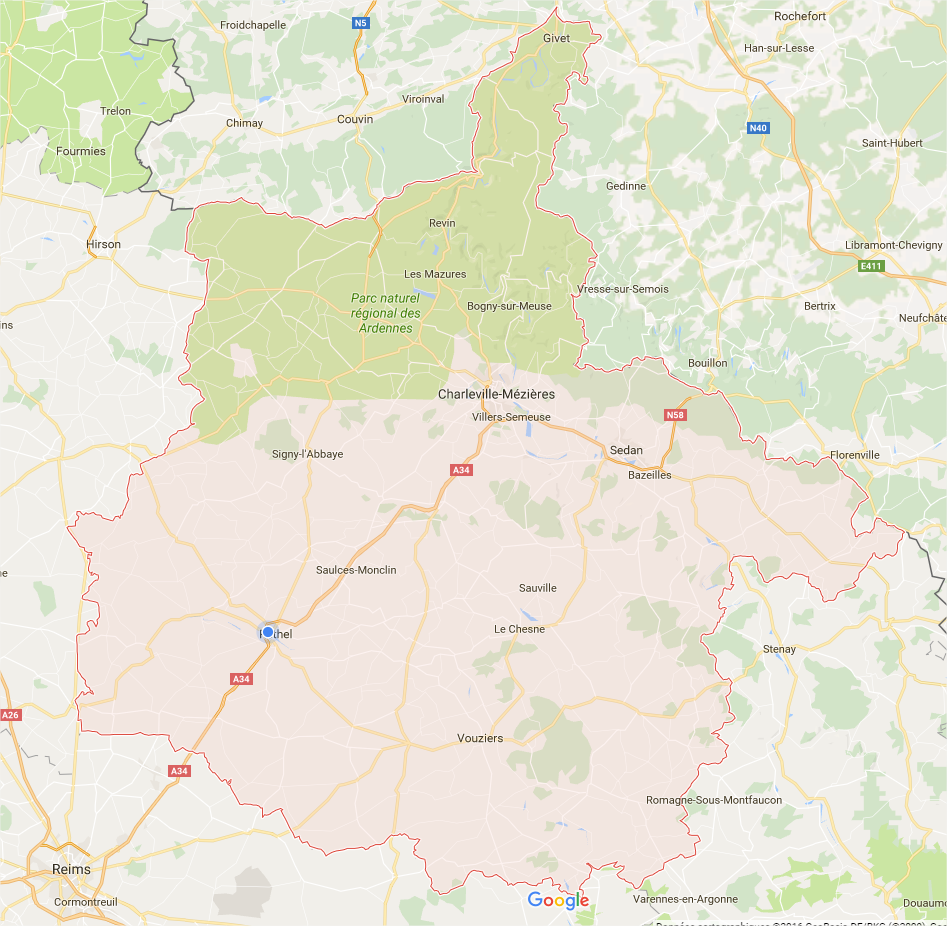 Rochefort
Froidchapelle
N5
Givet
Han-sur-Lesse
Viroinval
Trelon
Chimay
Couvin
N40
Saint-Hubert
Fourmies
Gedinne
Revin
Hirson
Libramont-Chevigny
E411
Les Mazures
Vresse-sur-Semois
Parc naturel
régional des
Ardennes
Bogny-sur-Meuse
Bertrix
Neufchâte
ins
Bouillon
Charleville-Mézières
Villers-Semeuse
N58
Signy-l'Abbaye
Sedan
Florenville
A34
Bazeilles
Saulces-Monclin
Sauville
Le Chesne
Stenay
A34
A26
Vouziers
A34
Romagne-Sous-Montfaucon
Reims
Cormontreuil
Google
Varennes-en-Argonne
Douaumo